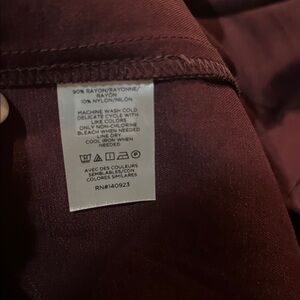 90% RAYON/RAYONNE/
RAYON
10% NYLON/NILON
MACHINE WASH COLD
DELICATE CYCLE WITH
LIKE COLORS
ONLY NON-CHLORINE
BLEACH WHEN NEEDED
LINE DRY
COOL IRON WHEN
NEEDED
AVEC DES COULEURS
SEMBLABLES/CON
COLORES SIMILARES
RN#140923